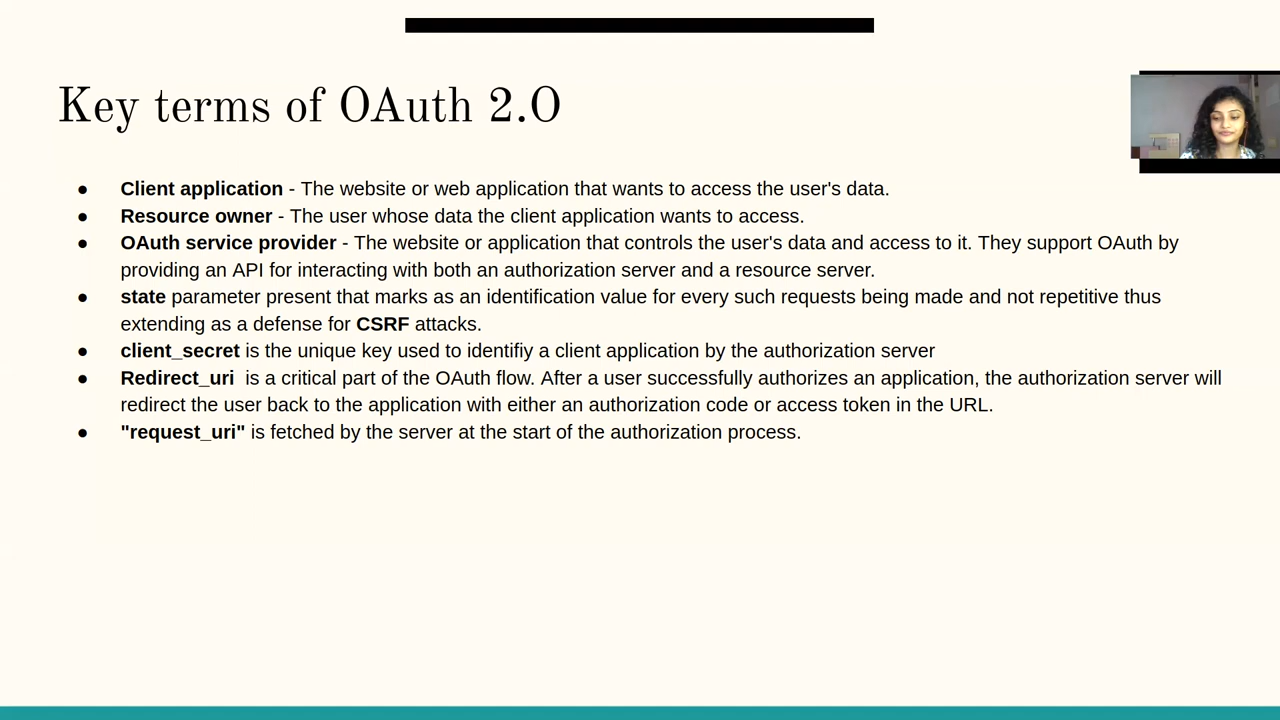 Key terms of OAuth 2.O
● Client application - The website or web application that wants to access the user's data.
● Resource owner - The user whose data the client application wants to access.
● OAuth service provider - The website or application that controls the user's data and access to it. They support OAuth by
providing an API for interacting with both an authorization server and a resource server.
● state parameter present that marks as an identification value for every such requests being made and not repetitive thus
extending as a defense for CSRF attacks.
● client_secret is the unique key used to identifiy a client application by the authorization server
● Redirect_uri  is a critical part of the OAuth flow. After a user successfully authorizes an application, the authorization server will
redirect the user back to the application with either an authorization code or access token in the URL.
● "request_uri" is fetched by the server at the start of the authorization process.